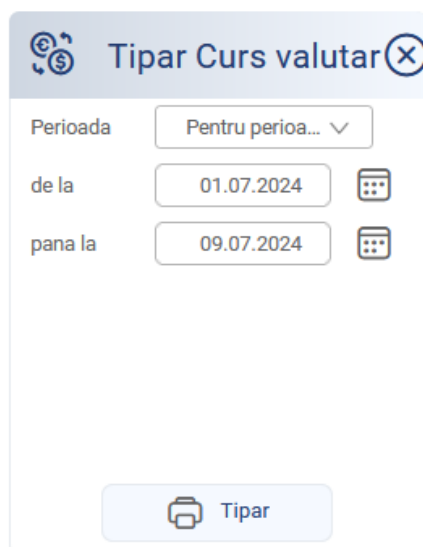 Tipar Curs valutar
Perioada Pentru perioa...
de la 01.07.2024
pana la 09.07.2024
Tipar